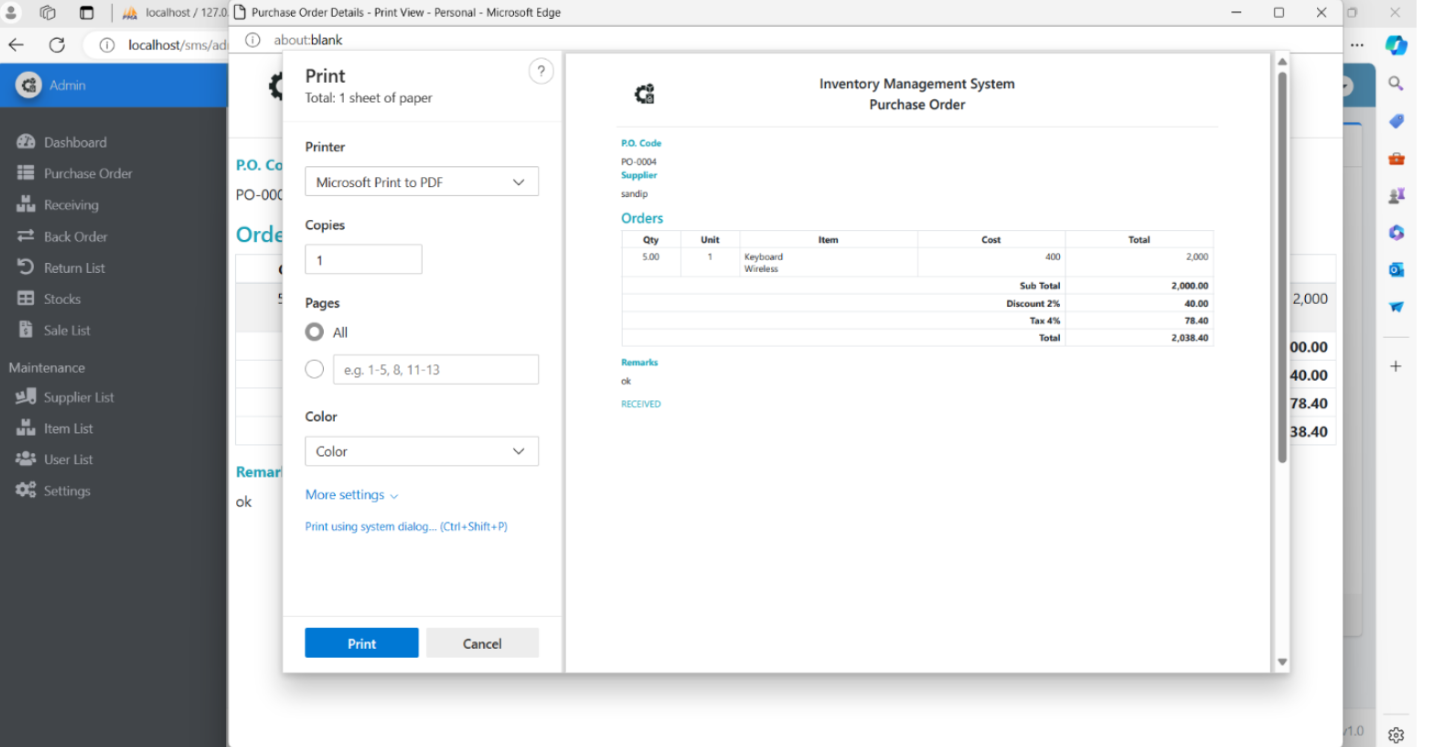 localhost / 127.0
Purchase Order Details - Print View - Personal - Microsoft Edge
localhost/sms/ad
about:blank
Admin
Dashboard
Purchase Order
Receiving
Back Order
Return List
Stocks
Sale List
Maintenance
Supplier List
Item List
User List
Settings
P.O. Co
PO-000
Orde
5
Remar
ok
Print
?
Total: 1 sheet of paper
Printer
Microsoft Print to PDF
Copies
1
Pages
All
e.g. 1-5, 8, 11-13
Color
Color
More settings
Print using system dialog... (Ctrl+Shift+P)
Print Cancel
Inventory Management System
Purchase Order
P.O. Code
PO-0004
Supplier
sandip
Orders
Qty Unit Item Cost Total
5.00 1 Keyboard 400 2,000
Wireless
Sub Total 2,000.00
Discount 2% 40.00
Tax 4% 78.40
Total 2,038.40
Remarks
ok
RECEIVED
2,000
00.00
40.00
78.40
38.40
v1.0